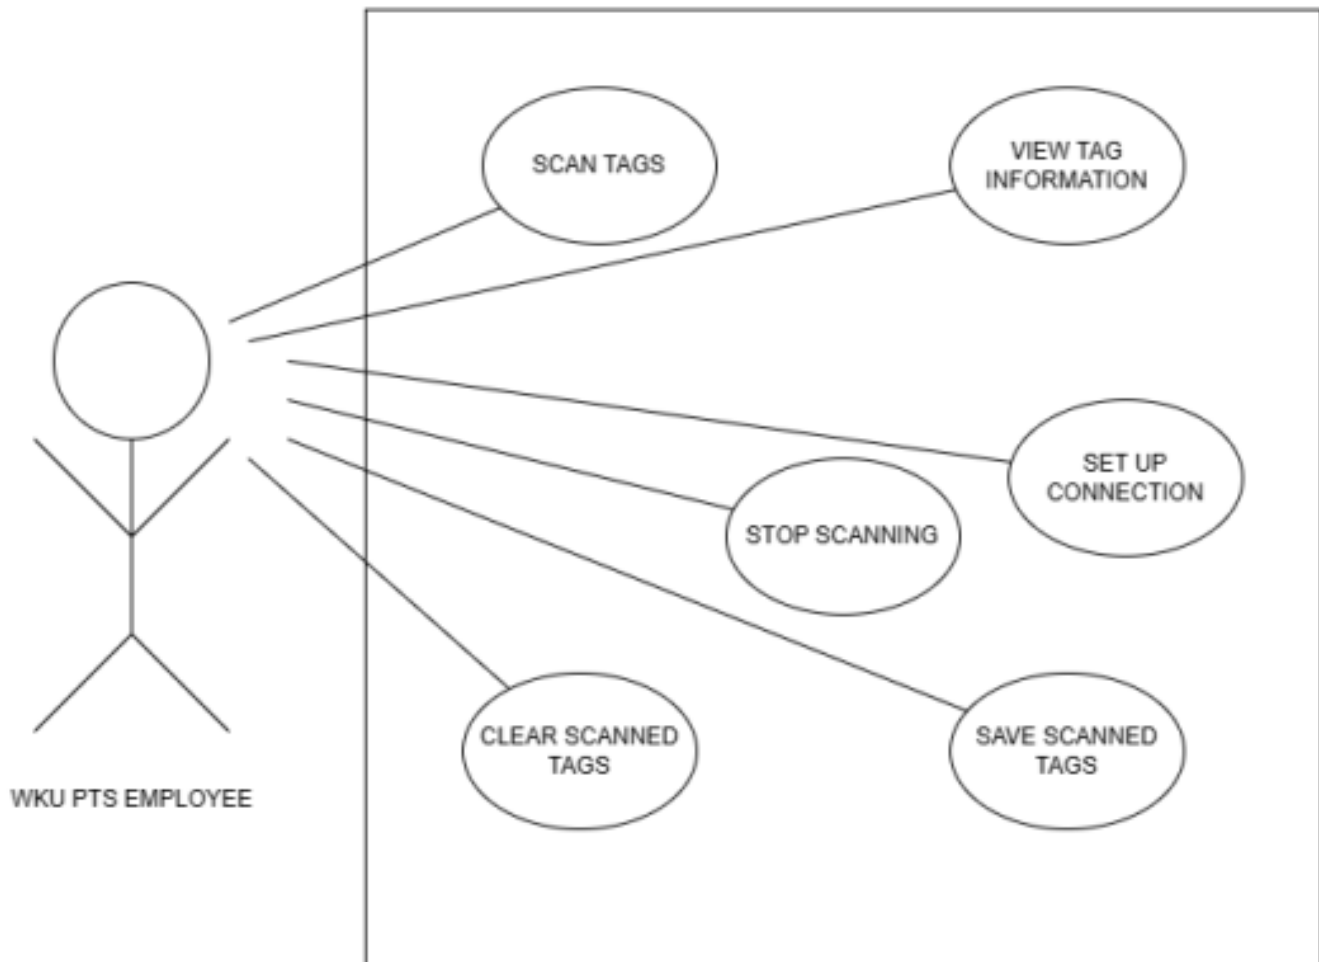 SCAN TAGS
VIEW TAG
INFORMATION
SET UP
CONNECTION
STOP SCANNING
CLEAR SCANNED
TAGS
SAVE SCANNED
TAGS
WKU PTS EMPLOYEE